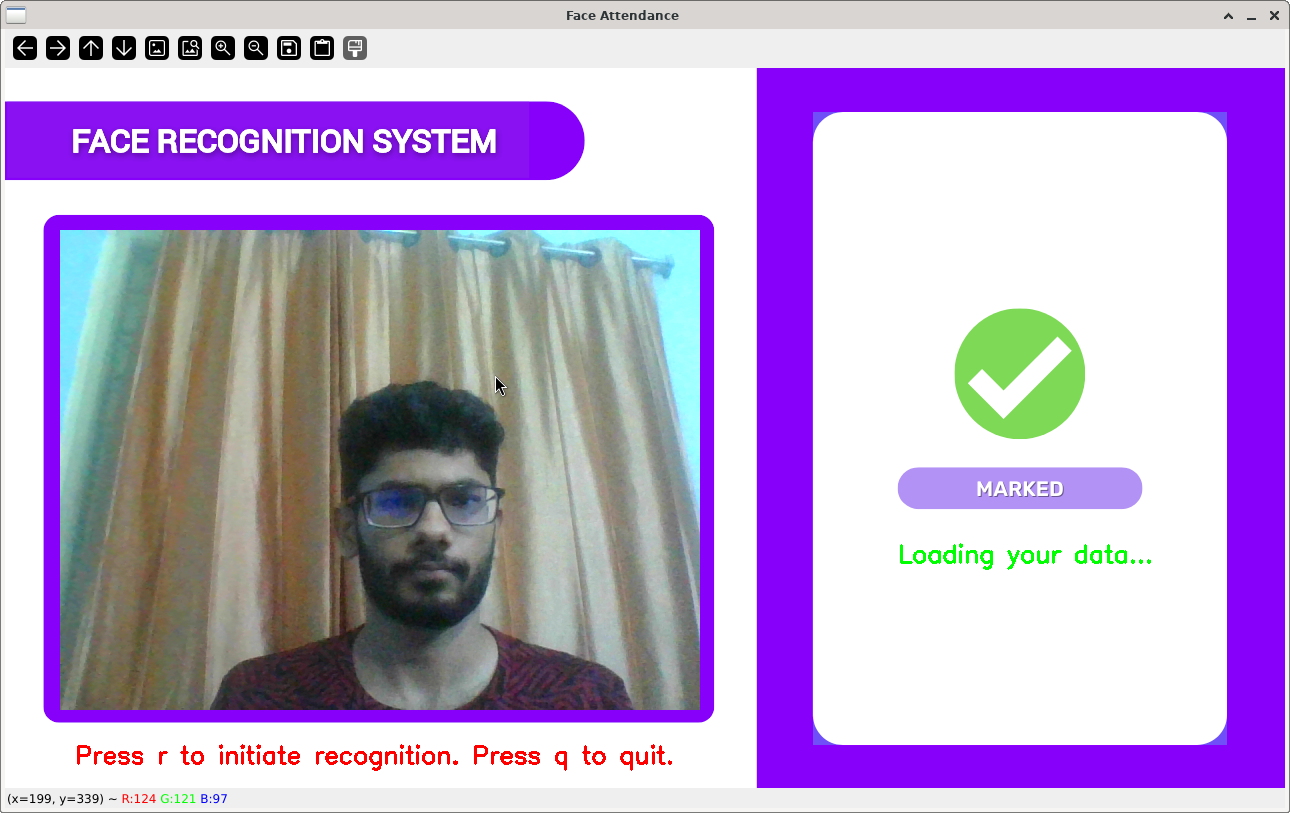 Face Attendance
FACE RECOGNITION SYSTEM
MARKED
Loading your data...
Press r to initiate recognition. Press q to quit.
(x=199, y=339) ~ R:124 G:121 B:97